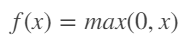 f(x) = max(0, x)